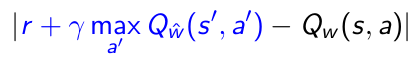 |r + γ max_{a′} Q_{ŵ}(s′, a′) − Q_w(s, a)|